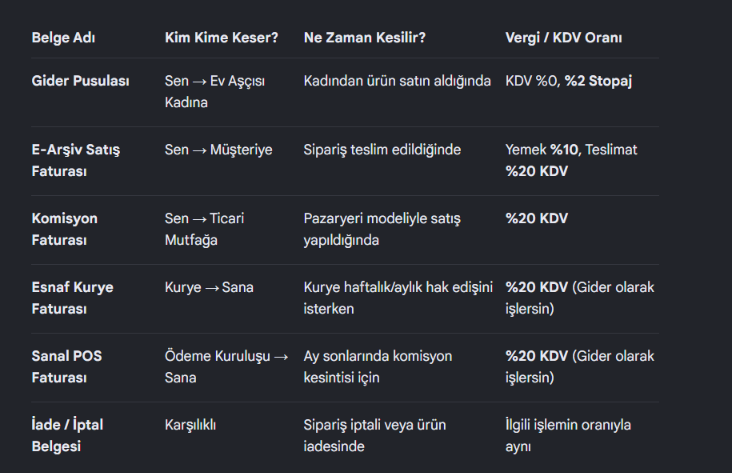 Belge Adı Kim Kime Keser? Ne Zaman Kesilir? Vergi / KDV Oranı
Gider Pusulası Sen → Ev Aşçısı Kadından ürün satın aldığında KDV %0, %2 Stopaj
Kadına
E-Arşiv Satış Sen → Müşteriye Sipariş teslim edildiğinde Yemek %10, Teslimat
Faturası %20 KDV
Komisyon Sen → Ticari Pazaryeri modeliyle satış %20 KDV
Faturası Mutfağa yapıldığında
Esnaf Kurye Kurye → Sana Kurye haftalık/aylık hak edişini %20 KDV (Gider olarak
Faturası isterken işlersin)
Sanal POS Ödeme Kuruluşu → Ay sonlarında komisyon %20 KDV (Gider olarak
Faturası Sana kesintisi için işlersin)
İade / İptal Karşılıklı Sipariş iptali veya ürün İlgili işlemin oranıyla
Belgesi iadesinde aynı